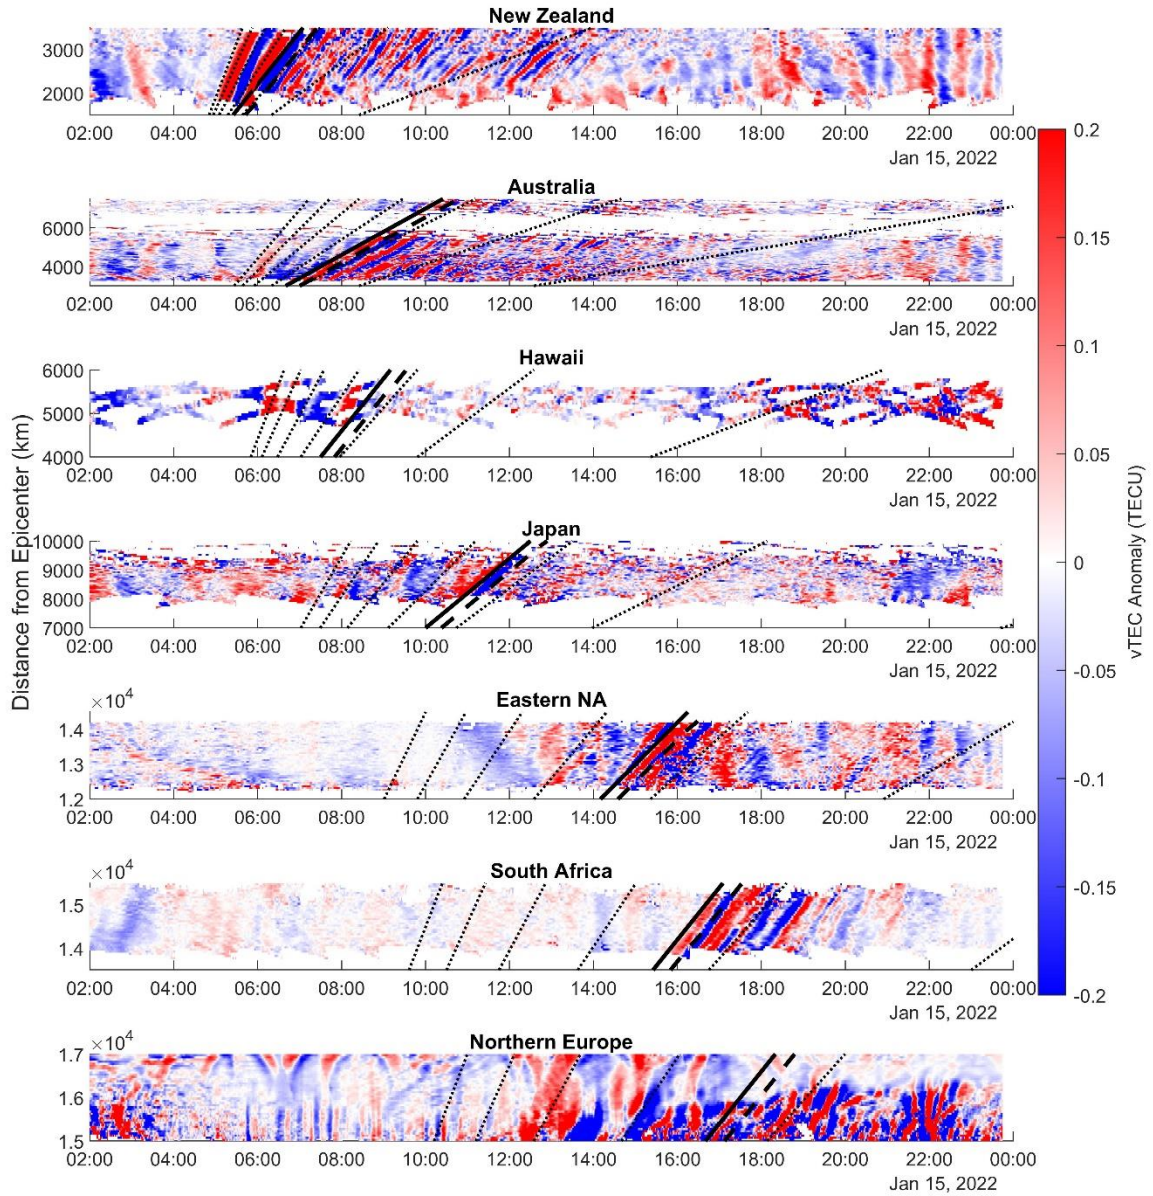 New Zealand
3000
2000
02:00 04:00 06:00 08:00 10:00 12:00 14:00 16:00 18:00 20:00 22:00 00:00
Jan 15, 2022
Australia
6000
4000
02:00 04:00 06:00 08:00 10:00 12:00 14:00 16:00 18:00 20:00 22:00 00:00
Jan 15, 2022
Hawaii
6000
5000
4000
02:00 04:00 06:00 08:00 10:00 12:00 14:00 16:00 18:00 20:00 22:00 00:00
Jan 15, 2022
Japan
10000
9000
8000
7000
02:00 04:00 06:00 08:00 10:00 12:00 14:00 16:00 18:00 20:00 22:00 00:00
Jan 15, 2022
Eastern NA
×10⁴
1.4
1.3
1.2
02:00 04:00 06:00 08:00 10:00 12:00 14:00 16:00 18:00 20:00 22:00 00:00
Jan 15, 2022
South Africa
×10⁴
1.5
1.4
02:00 04:00 06:00 08:00 10:00 12:00 14:00 16:00 18:00 20:00 22:00 00:00
Jan 15, 2022
Northern Europe
×10⁴
1.7
1.6
1.5
02:00 04:00 06:00 08:00 10:00 12:00 14:00 16:00 18:00 20:00 22:00 00:00
Jan 15, 2022
Distance from Epicenter (km)
0.2
0.15
0.1
0.05
0
-0.05
-0.1
-0.15
-0.2
vTEC Anomaly (TECU)